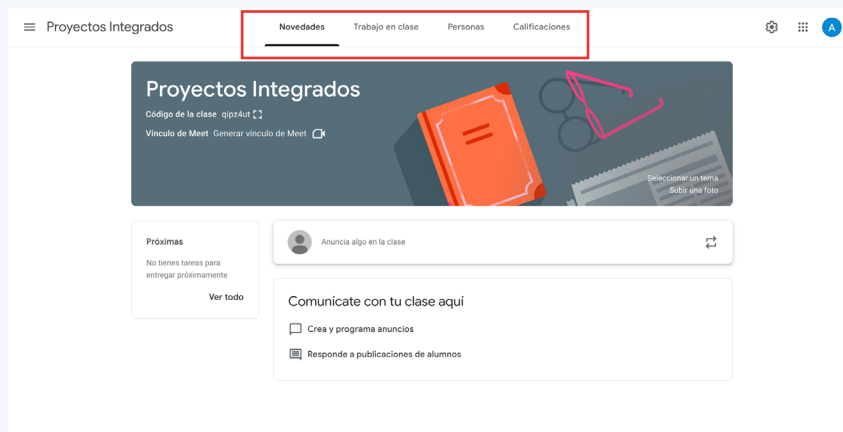 Proyectos Integrados
Novedades
Trabajo en clase
Personas
Calificaciones
A
Proyectos Integrados
Código de la clase qipz4ut
Vínculo de Meet Generar vínculo de Meet
Seleccionar un tema
Subir una foto
Próximas
No tienes tareas para
entregar próximamente
Ver todo
Anuncia algo en la clase
Comunícate con tu clase aquí
Crea y programa anuncios
Responde a publicaciones de alumnos